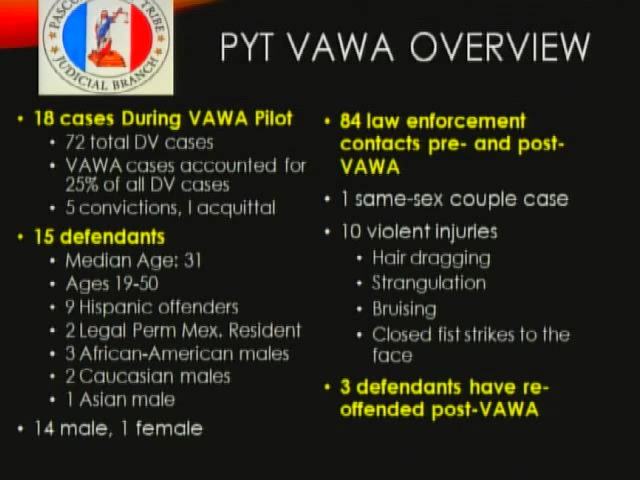 PASCU TRIBE
JUDICIAL BRANCH
PYT VAWA OVERVIEW
• 18 cases During VAWA Pilot
• 72 total DV cases
• VAWA cases accounted for
25% of all DV cases
• 5 convictions, 1 acquittal
• 15 defendants
• Median Age: 31
• Ages 19-50
• 9 Hispanic offenders
• 2 Legal Perm Mex. Resident
• 3 African-American males
• 2 Caucasian males
• 1 Asian male
• 14 male, 1 female
• 84 law enforcement
contacts pre- and post-
VAWA
• 1 same-sex couple case
• 10 violent injuries
• Hair dragging
• Strangulation
• Bruising
• Closed fist strikes to the
face
• 3 defendants have re-
offended post-VAWA